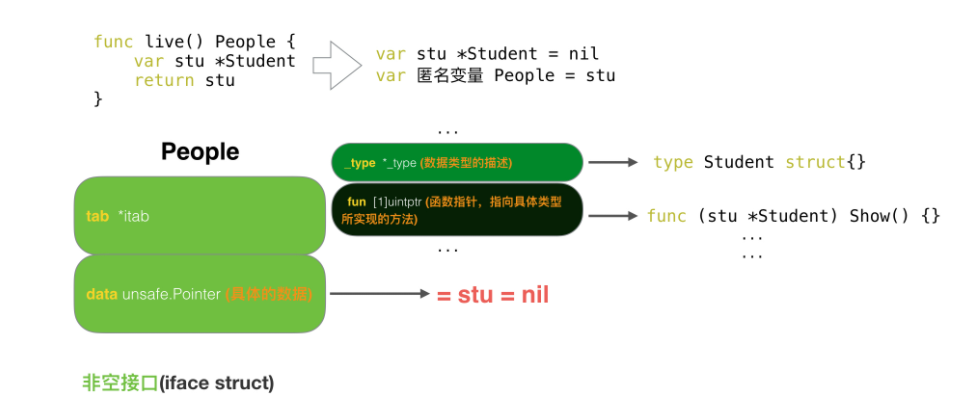 func live() People {
    var stu *Student
    return stu
}
var stu *Student = nil
var 匿名变量 People = stu
People
tab *itab
data unsafe.Pointer (具体的数据)
...
_type *_type (数据类型的描述)
fun [1]uintptr (函数指针，指向具体类型
所实现的方法)
...
type Student struct{}
func (stu *Student) Show() {}
...
...
= stu = nil
非空接口(iface struct)